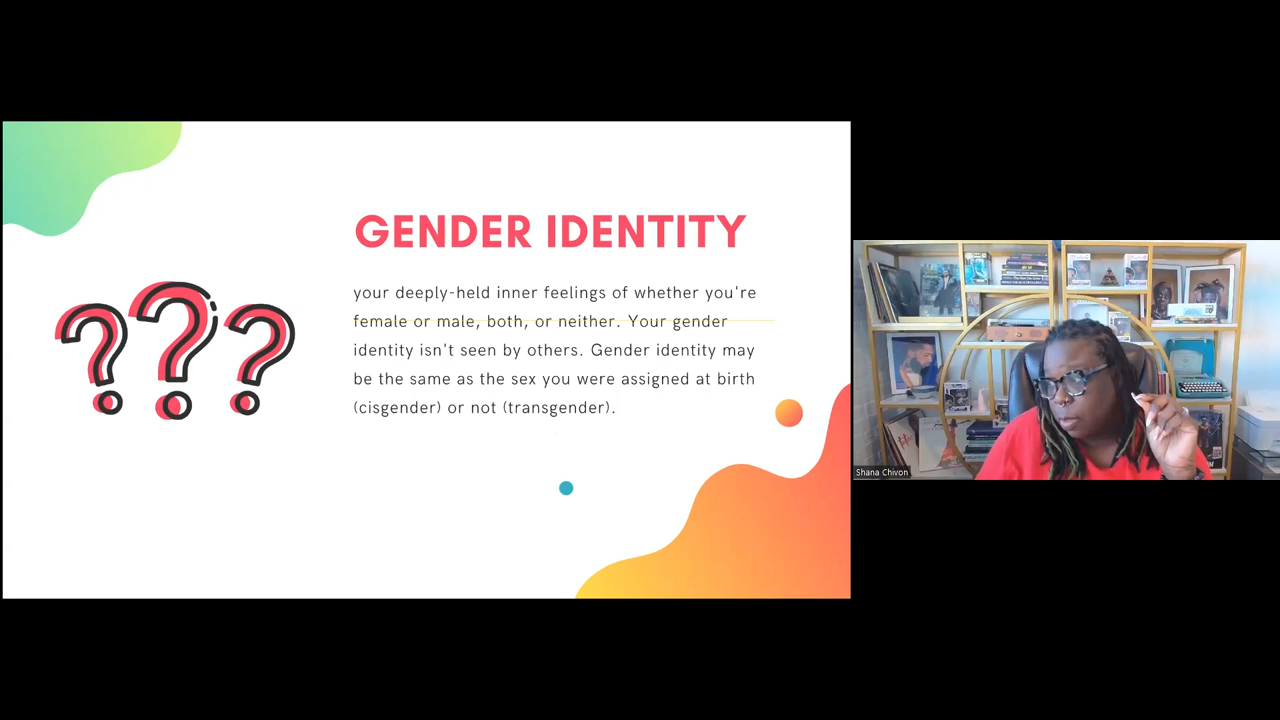 GENDER IDENTITY
your deeply-held inner feelings of whether you're
female or male, both, or neither. Your gender
identity isn't seen by others. Gender identity may
be the same as the sex you were assigned at birth
(cisgender) or not (transgender).
Shana Chivon